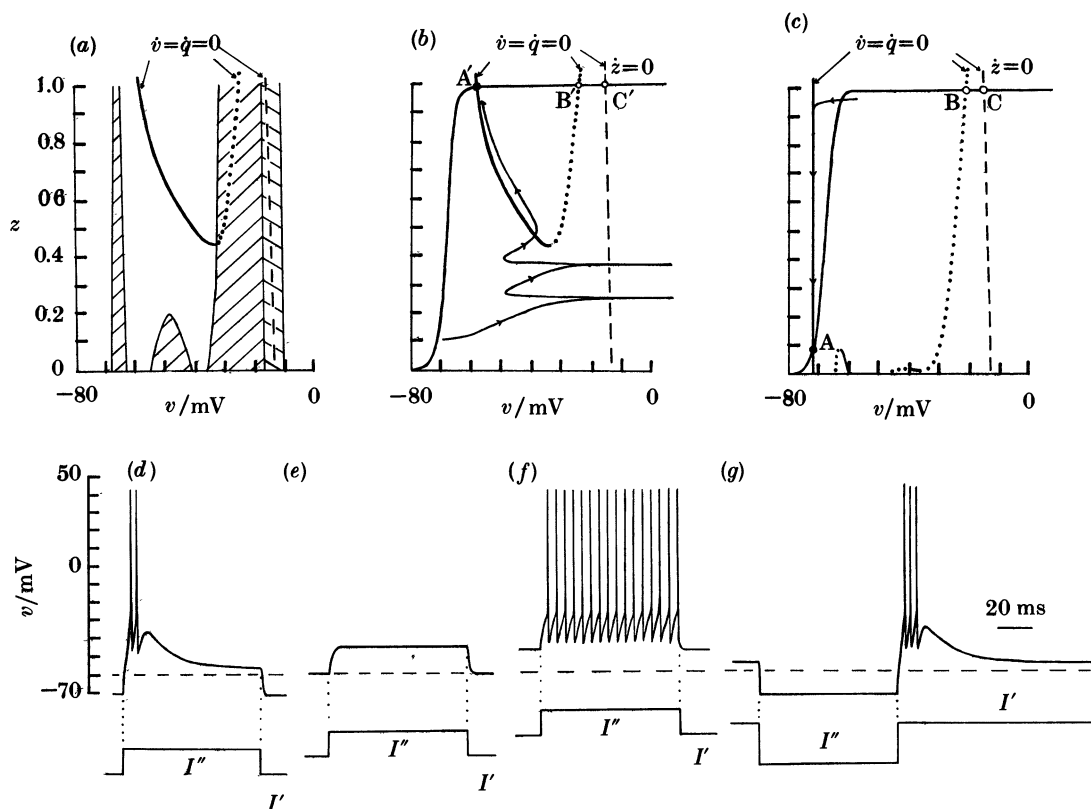 (a) v̇=q̇=0
(b) v̇=q̇=0
ż=0
(c) v̇=q̇=0
ż=0
1.0
0.8
0.6
z
0.4
0.2
0
A′
B′
C′
B
C
A
−80
v/mV
0
−80
v/mV
0
−80
v/mV
0
(d)
(e)
(f)
(g)
50
0
−70
v/mV
20 ms
I″
I′
I″
I′
I″
I′
I″
I′